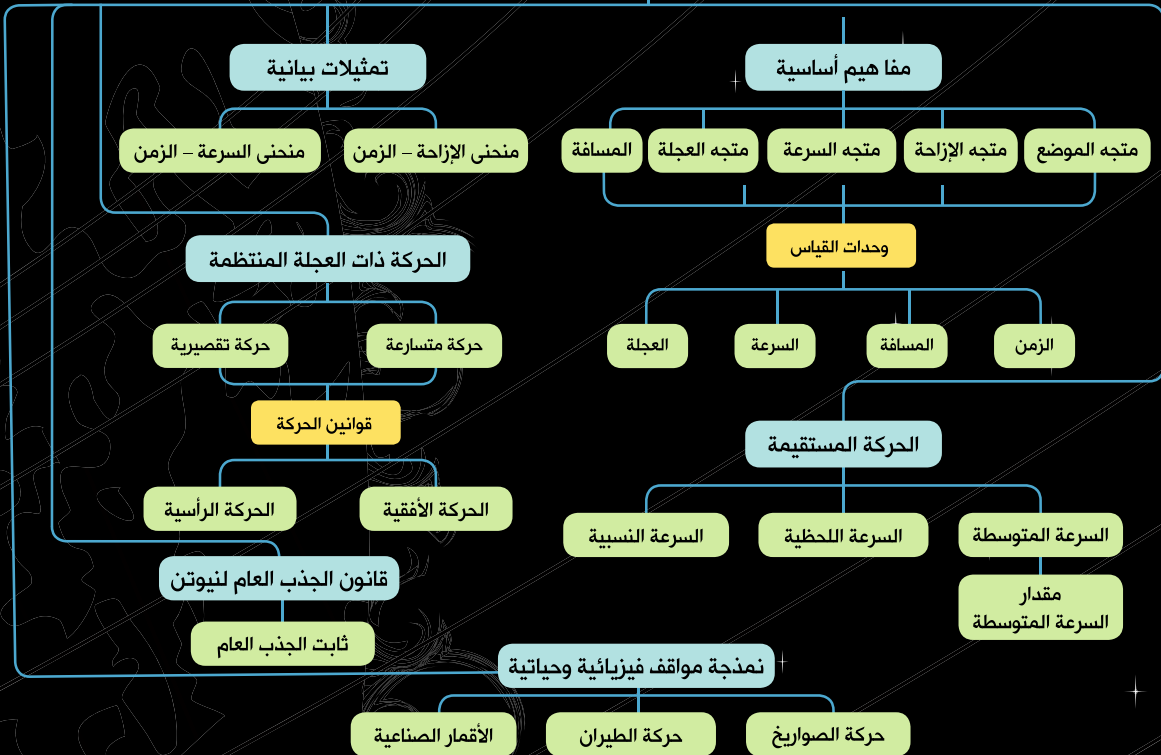 مفا هيم أساسية
تمثيلات بيانية
متجه الموضع
متجه الإزاحة
متجه السرعة
متجه العجلة
المسافة
منحنى الإزاحة – الزمن
منحنى السرعة – الزمن
وحدات القياس
الزمن
المسافة
السرعة
العجلة
الحركة ذات العجلة المنتظمة
حركة متسارعة
حركة تقصيرية
قوانين الحركة
الحركة الأفقية
الحركة الرأسية
الحركة المستقيمة
السرعة المتوسطة
السرعة اللحظية
السرعة النسبية
مقدار
السرعة المتوسطة
قانون الجذب العام لنيوتن
ثابت الجذب العام
نمذجة مواقف فيزيائية وحياتية
حركة الصواريخ
حركة الطيران
الأقمار الصناعية